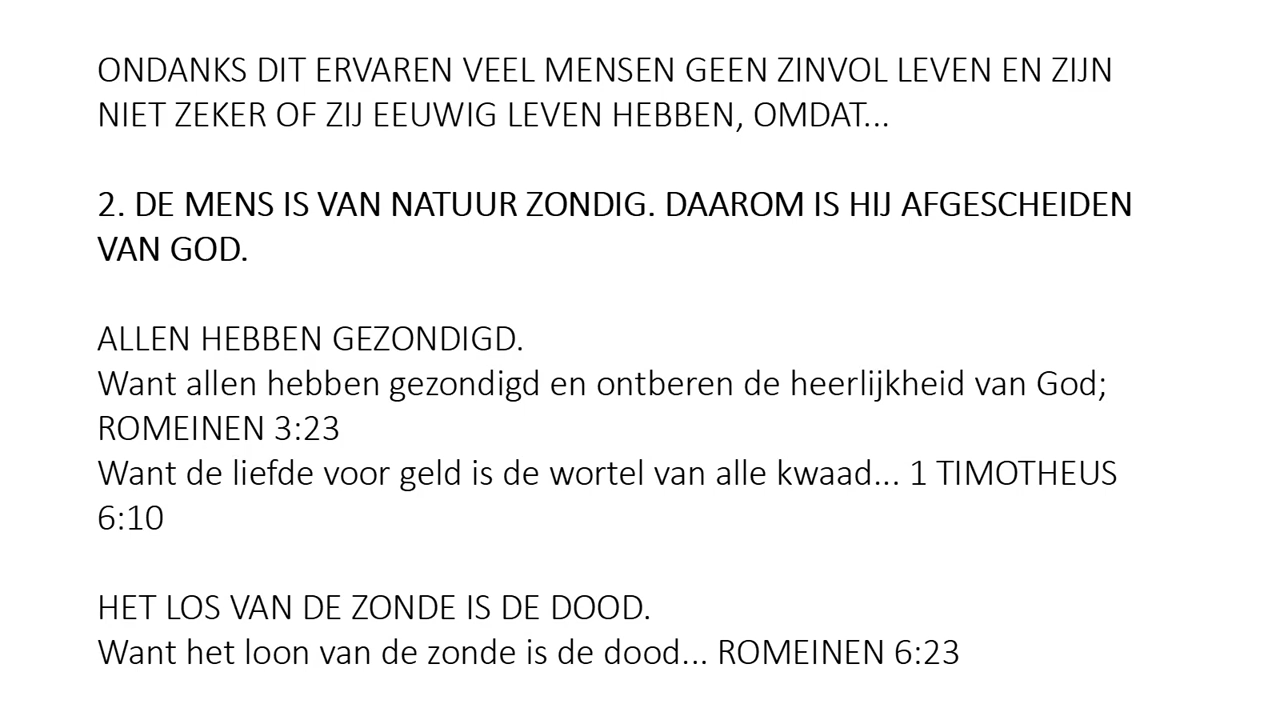 ONDANKS DIT ERVAREN VEEL MENSEN GEEN ZINVOL LEVEN EN ZIJN
NIET ZEKER OF ZIJ EEUWIG LEVEN HEBBEN, OMDAT...
2. DE MENS IS VAN NATUUR ZONDIG. DAAROM IS HIJ AFGESCHEIDEN
VAN GOD.
ALLEN HEBBEN GEZONDIGD.
Want allen hebben gezondigd en ontberen de heerlijkheid van God;
ROMEINEN 3:23
Want de liefde voor geld is de wortel van alle kwaad... 1 TIMOTHEUS
6:10
HET LOS VAN DE ZONDE IS DE DOOD.
Want het loon van de zonde is de dood... ROMEINEN 6:23